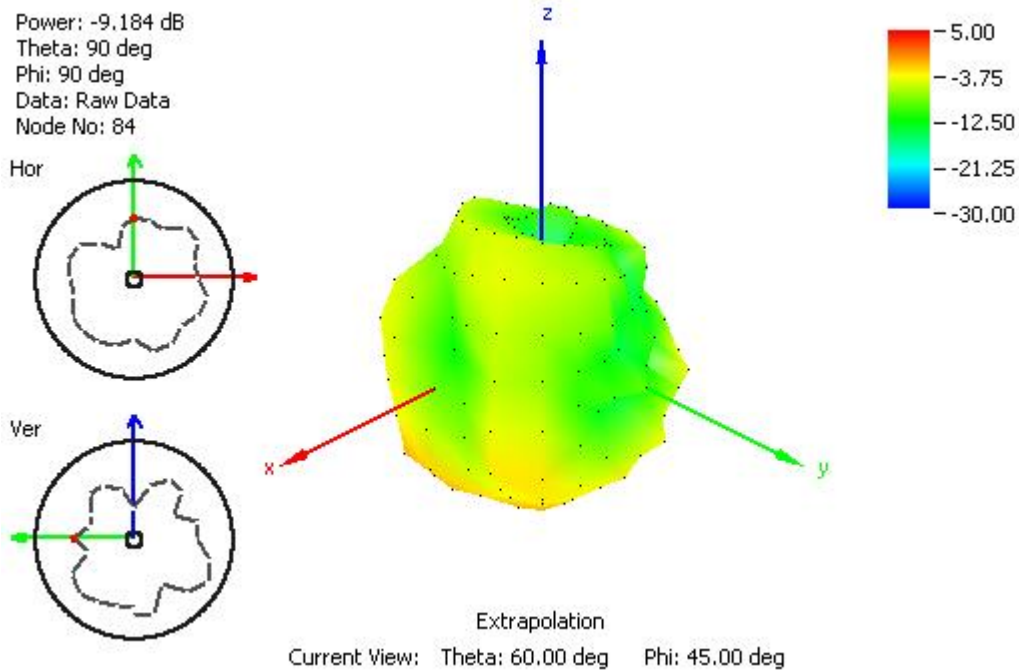 Power: -9.184 dB
Theta: 90 deg
Phi: 90 deg
Data: Raw Data
Node No: 84
Hor
Ver
z
x
y
5.00
-3.75
-12.50
-21.25
-30.00
Extrapolation
Current View: Theta: 60.00 deg Phi: 45.00 deg